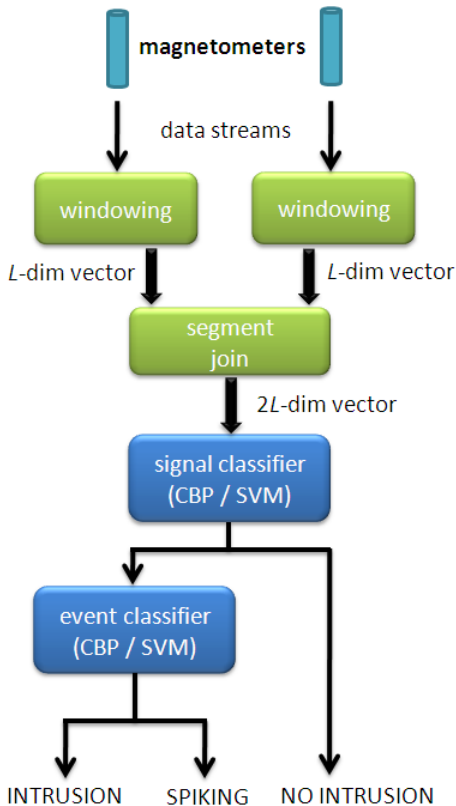 magnetometers
data streams
windowing
windowing
L-dim vector
L-dim vector
segment
join
2L-dim vector
signal classifier
(CBP / SVM)
event classifier
(CBP / SVM)
INTRUSION
SPIKING
NO INTRUSION